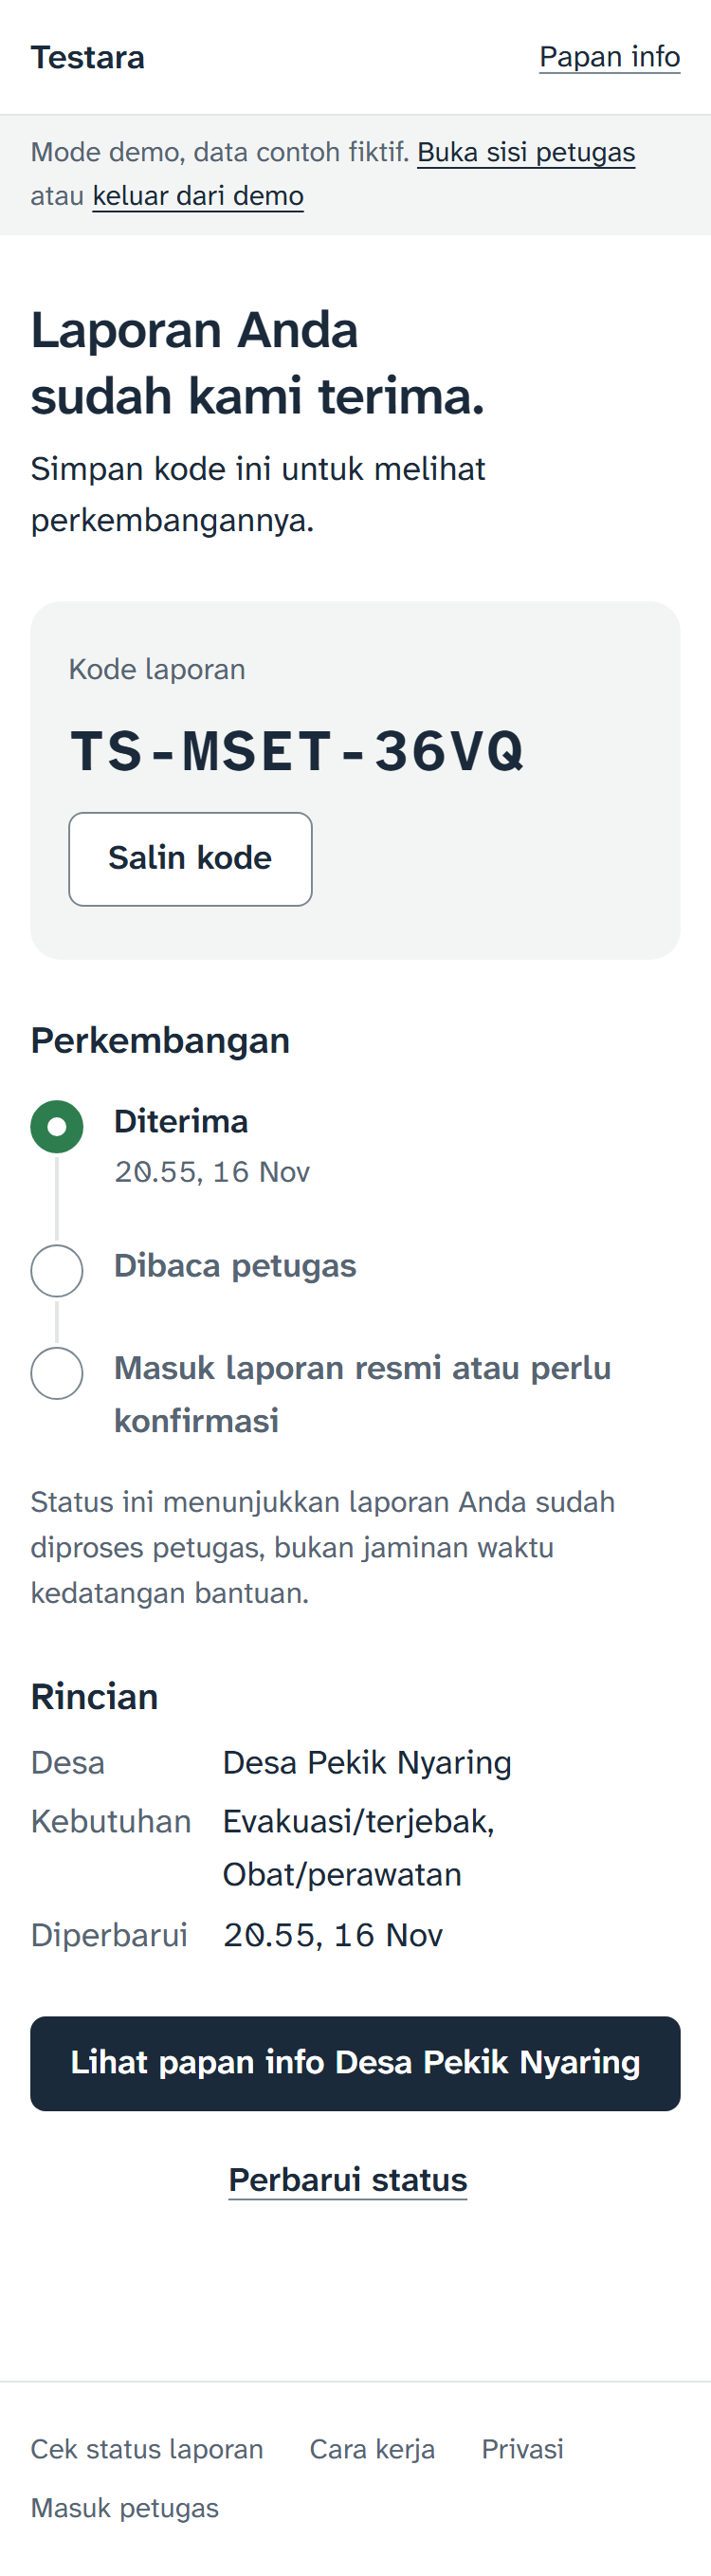 Testara
Papan info
Mode demo, data contoh fiktif. Buka sisi petugas
atau keluar dari demo
Laporan Anda
sudah kami terima.
Simpan kode ini untuk melihat
perkembangannya.
Kode laporan
TS-MSET-36VQ
Salin kode
Perkembangan
Diterima
20.55, 16 Nov
Dibaca petugas
Masuk laporan resmi atau perlu
konfirmasi
Status ini menunjukkan laporan Anda sudah
diproses petugas, bukan jaminan waktu
kedatangan bantuan.
Rincian
Desa Desa Pekik Nyaring
Kebutuhan Evakuasi/terjebak,
Obat/perawatan
Diperbarui 20.55, 16 Nov
Lihat papan info Desa Pekik Nyaring
Perbarui status
Cek status laporan Cara kerja Privasi
Masuk petugas